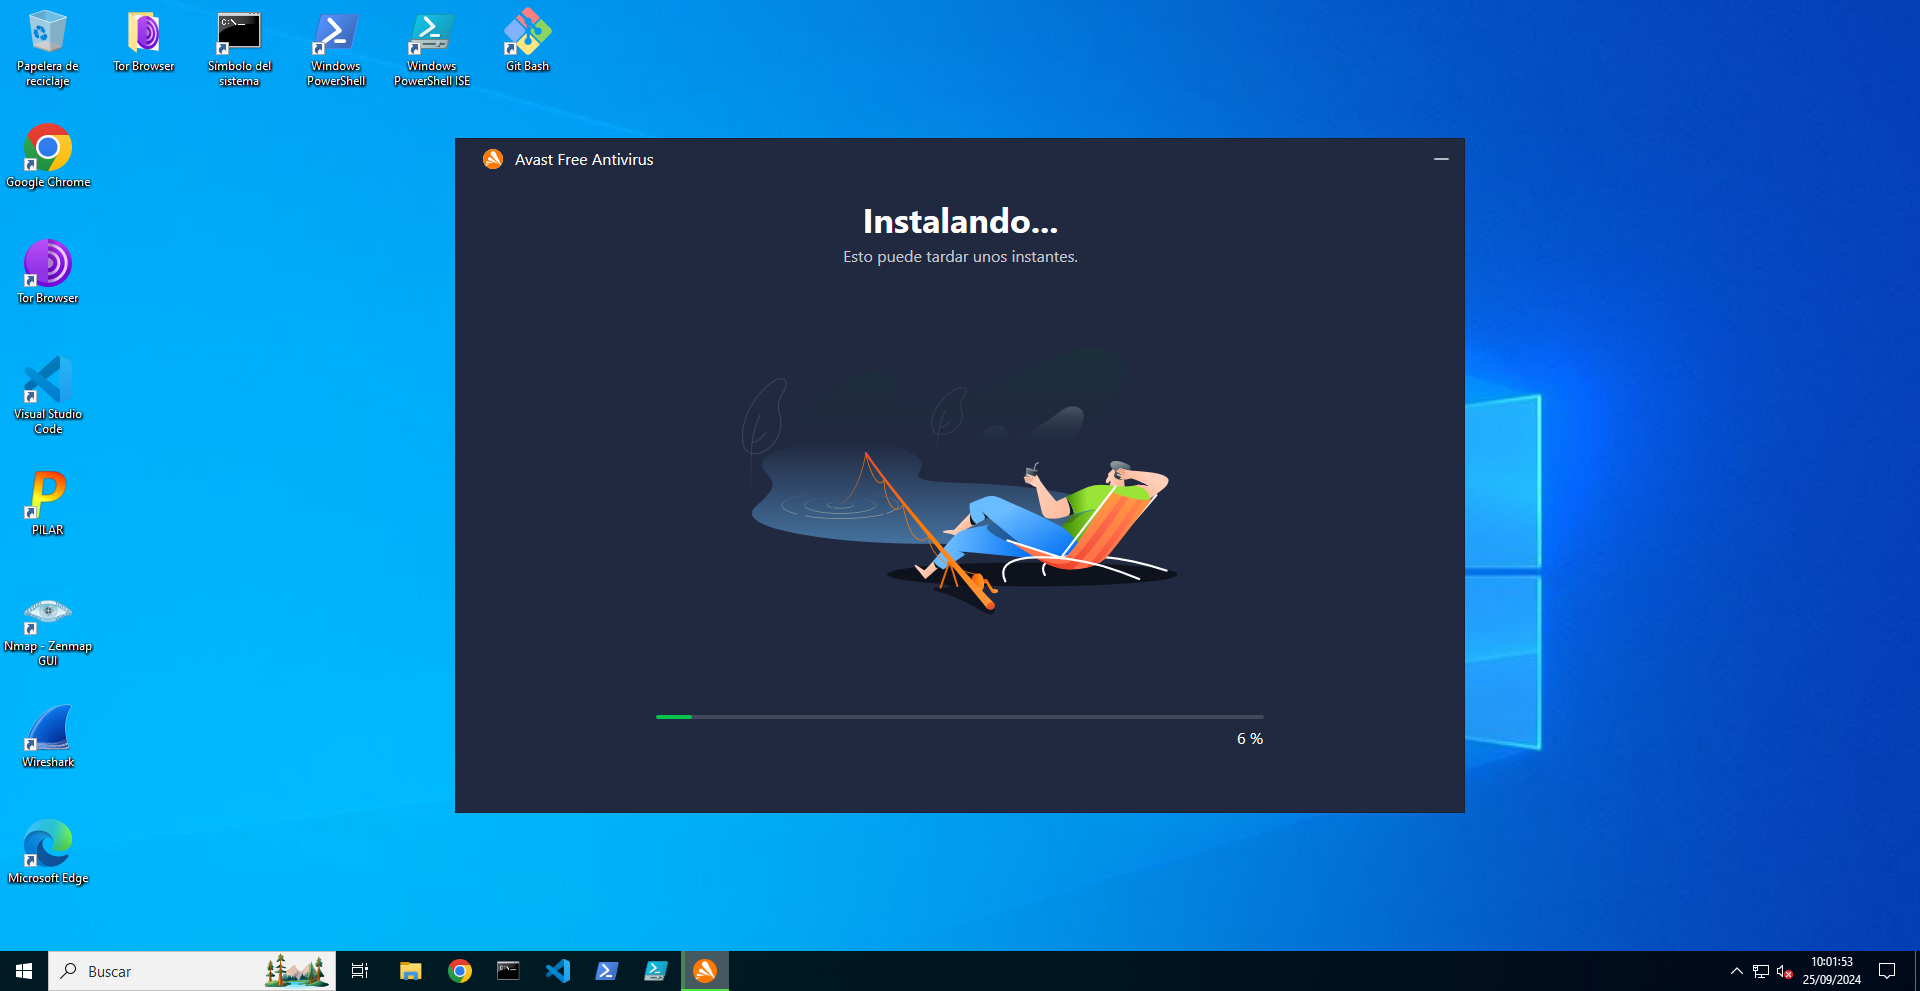 Papelera de
reciclaje
Tor Browser
C:\_
Símbolo del
sistema
Windows
PowerShell
Windows
PowerShell ISE
Git Bash
Google Chrome
Tor Browser
Visual Studio
Code
PILAR
Nmap - Zenmap
GUI
Wireshark
Microsoft Edge
Avast Free Antivirus
Instalando...
Esto puede tardar unos instantes.
6 %
Buscar
10:01:53
25/09/2024